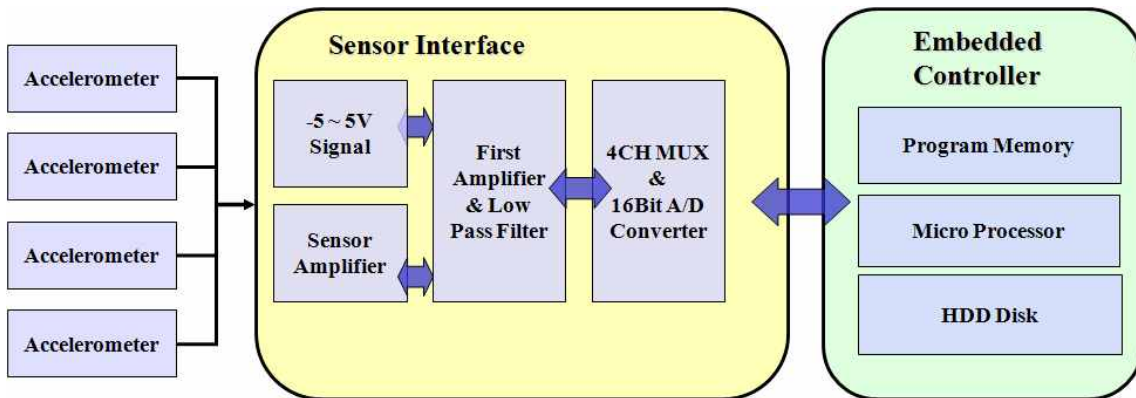 Accelerometer
Accelerometer
Accelerometer
Accelerometer
Sensor Interface
-5 ~ 5V
Signal
Sensor
Amplifier
First
Amplifier
& Low
Pass Filter
4CH MUX
&
16Bit A/D
Converter
Embedded
Controller
Program Memory
Micro Processor
HDD Disk